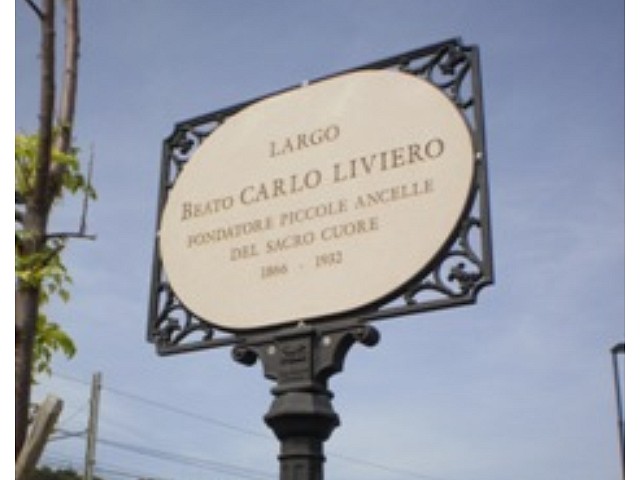 LARGO
BEATO CARLO LIVIERO
FONDATORE PICCOLE ANCELLE
DEL SACRO CUORE
1866 - 1932